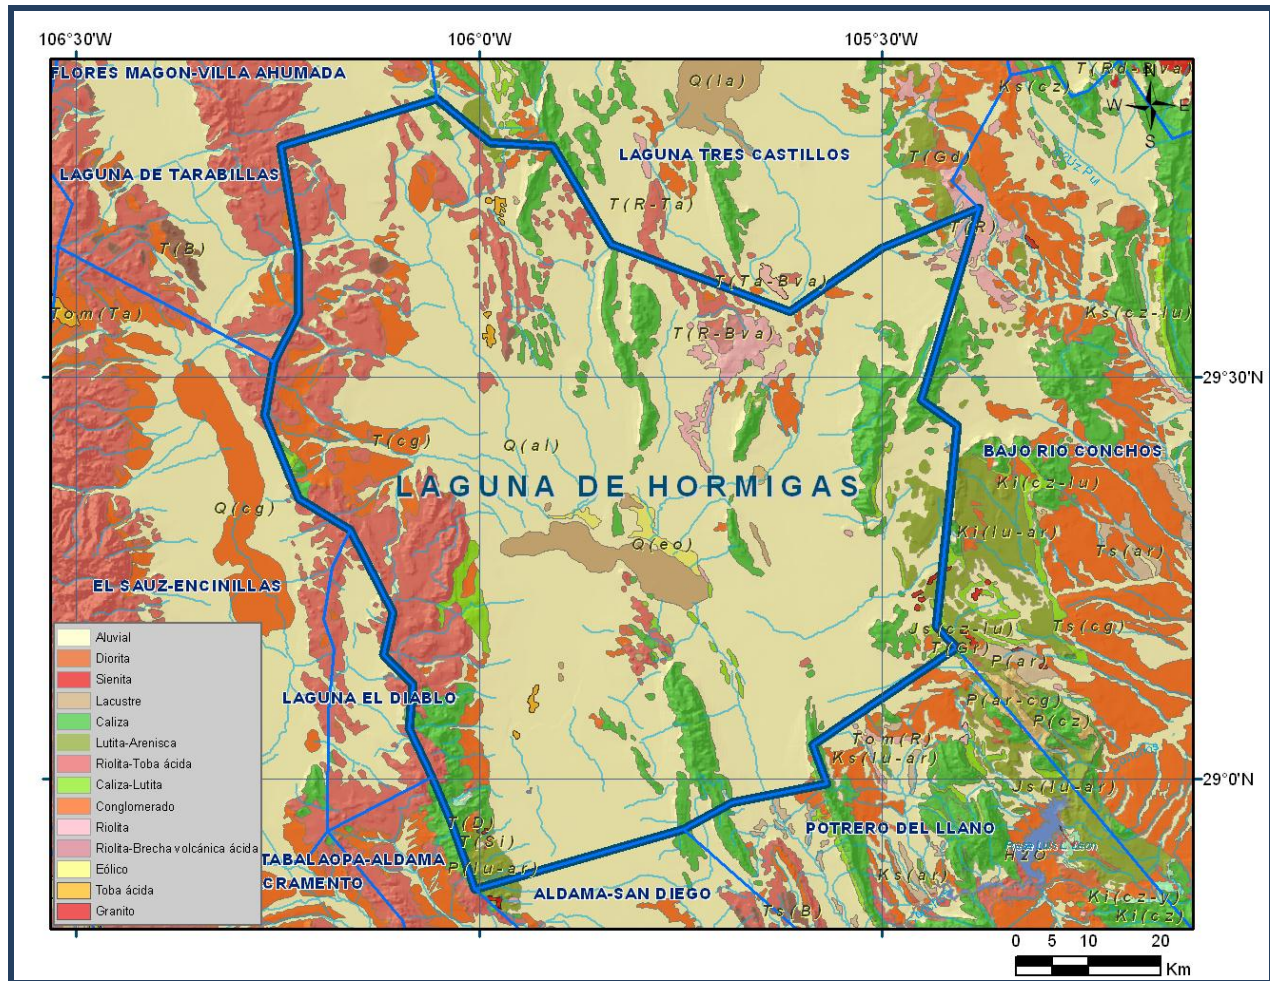 106°30'W 106°0'W 105°30'W
FLORES MAGON-VILLA AHUMADA
T(Rd-Bva)
N
Q(la)
Ks(cz)
W E
S
LAGUNA TRES CASTILLOS
T(Gd)
LAGUNA DE TARABILLAS
T(R-Ta)
T(R)
T(B)
T(Ta-Bva)
Tom(Ta)
Ks(cz-lu)
T(R-Bva)
29°30'N
T(cg)
Q(al)
BAJO RIO CONCHOS
LAGUNA DE HORMIGAS
Ki(cz-lu)
Q(cg)
Ki(lu-ar)
Q(eo)
Ts(ar)
EL SAUZ-ENCINILLAS
Js(cz-lu)
Ts(cg)
T(Gr)
P(ar)
LAGUNA EL DIABLO
P(ar-cg)
P(cz)
Tom(R)
Ks(lu-ar)
29°0'N
Js(lu-ar)
T(D)
T(Si)
POTRERO DEL LLANO
H2O
TABALAOPA-ALDAMA
P(lu-ar)
CRAMENTO
ALDAMA-SAN DIEGO
Ks(ar)
Ki(cz-y)
Ts(B)
Ki(cz)
Aluvial
Diorita
Sienita
Lacustre
Caliza
Lutita-Arenisca
Riolita-Toba ácida
Caliza-Lutita
Conglomerado
Riolita
Riolita-Brecha volcánica ácida
Eólico
Toba ácida
Granito
0 5 10 20
Km